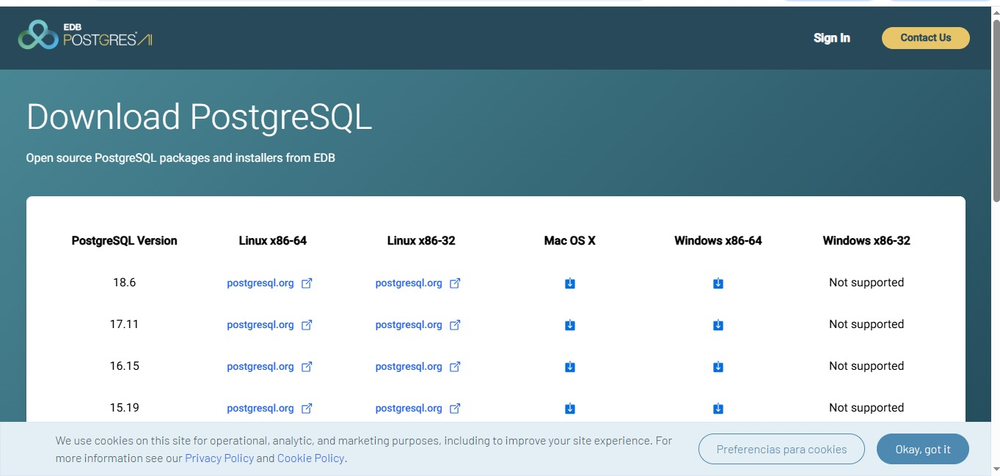 EDB
POSTGRES AI
Sign In
Contact Us
Download PostgreSQL
Open source PostgreSQL packages and installers from EDB
PostgreSQL Version Linux x86-64 Linux x86-32 Mac OS X Windows x86-64 Windows x86-32
18.6 postgresql.org postgresql.org Not supported
17.11 postgresql.org postgresql.org Not supported
16.15 postgresql.org postgresql.org Not supported
15.19 postgresql.org postgresql.org Not supported
We use cookies on this site for operational, analytic, and marketing purposes, including to improve your site experience. For
more information see our Privacy Policy and Cookie Policy.
Preferencias para cookies
Okay, got it